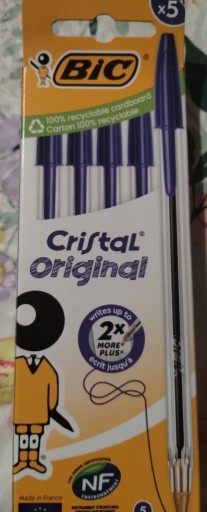 x5
BiC
100% recyclable cardboard
Carton 100% recyclable
CriſtaL®
Original
writes up to
2x
MORE*
PLUS*
écrit jusqu'à
NF
ENVIRONNEMENT
Made in France
5